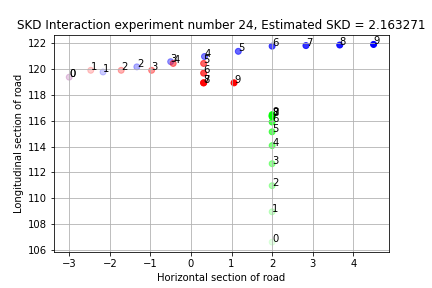 SKD Interaction experiment number 24, Estimated SKD = 2.163271
122
120
118
116
114
112
110
108
106
Longitudinal section of road
0 1 1 2 2 3 3 4 4 5 6 7 8 9
5 6 7 8 9
9 8 6 5 4 3 2 1 0
−3 −2 −1 0 1 2 3 4
Horizontal section of road